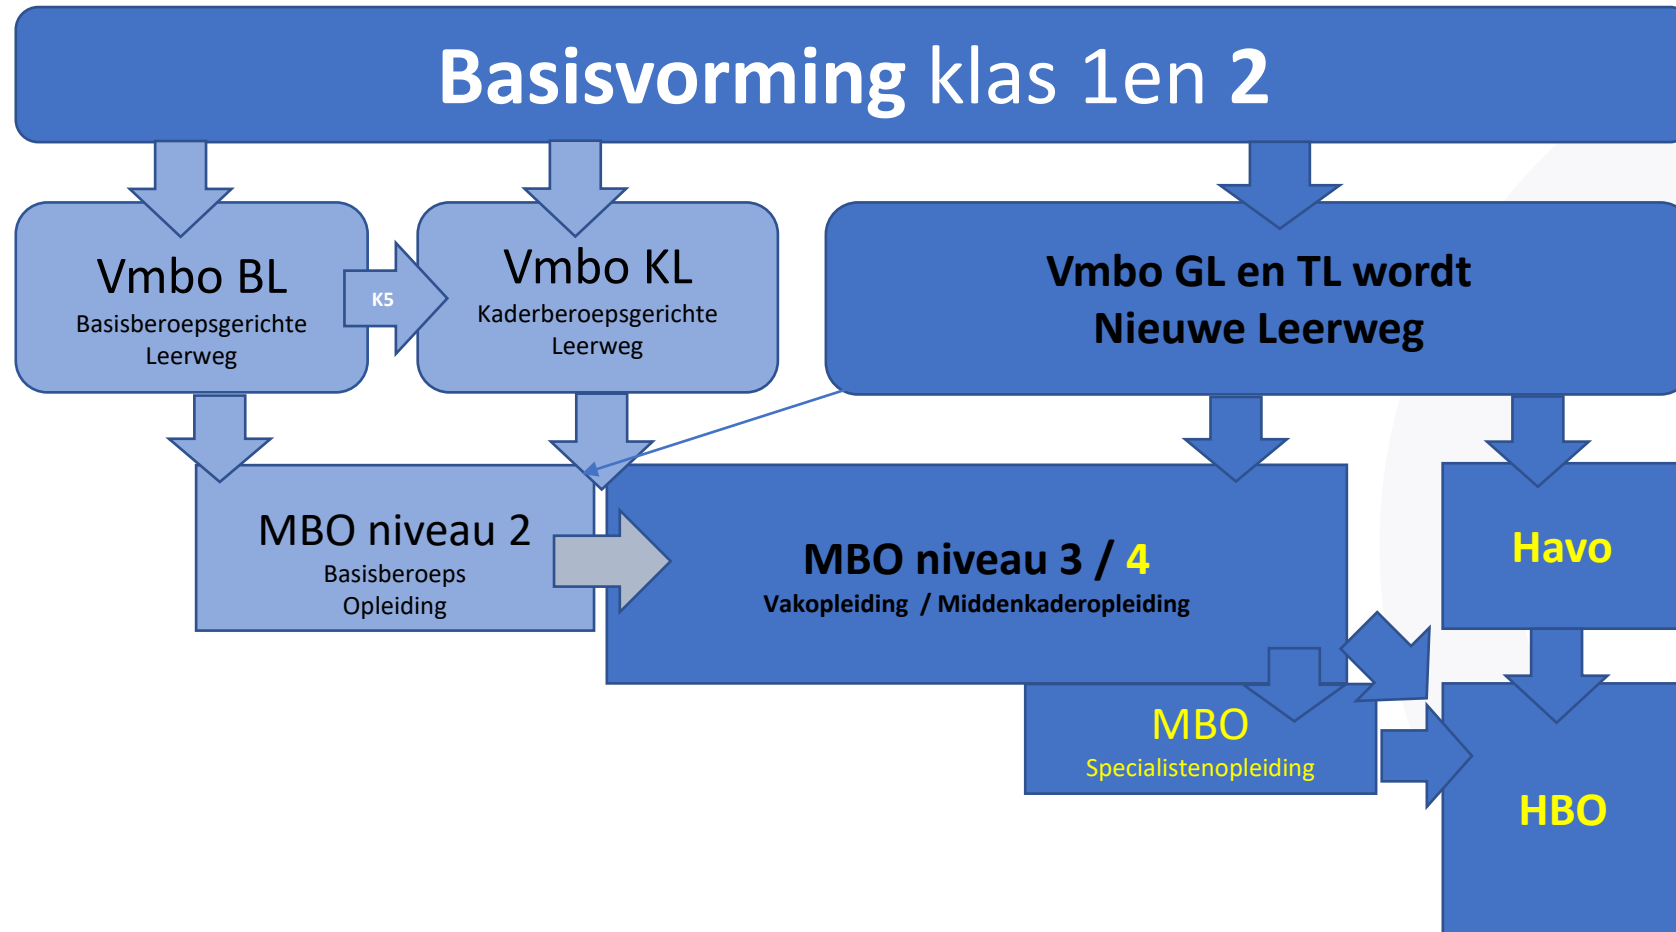 Basisvorming klas 1en 2
Vmbo BL
Basisberoepsgerichte
Leerweg
K5
Vmbo KL
Kaderberoepsgerichte
Leerweg
Vmbo GL en TL wordt
Nieuwe Leerweg
MBO niveau 2
Basisberoeps
Opleiding
MBO niveau 3 / 4
Vakopleiding / Middenkaderopleiding
Havo
MBO
Specialistenopleiding
HBO